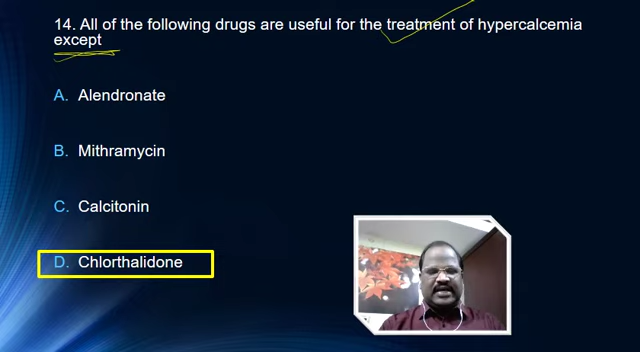 14. All of the following drugs are useful for the treatment of hypercalcemia
except
A. Alendronate
B. Mithramycin
C. Calcitonin
D. Chlorthalidone